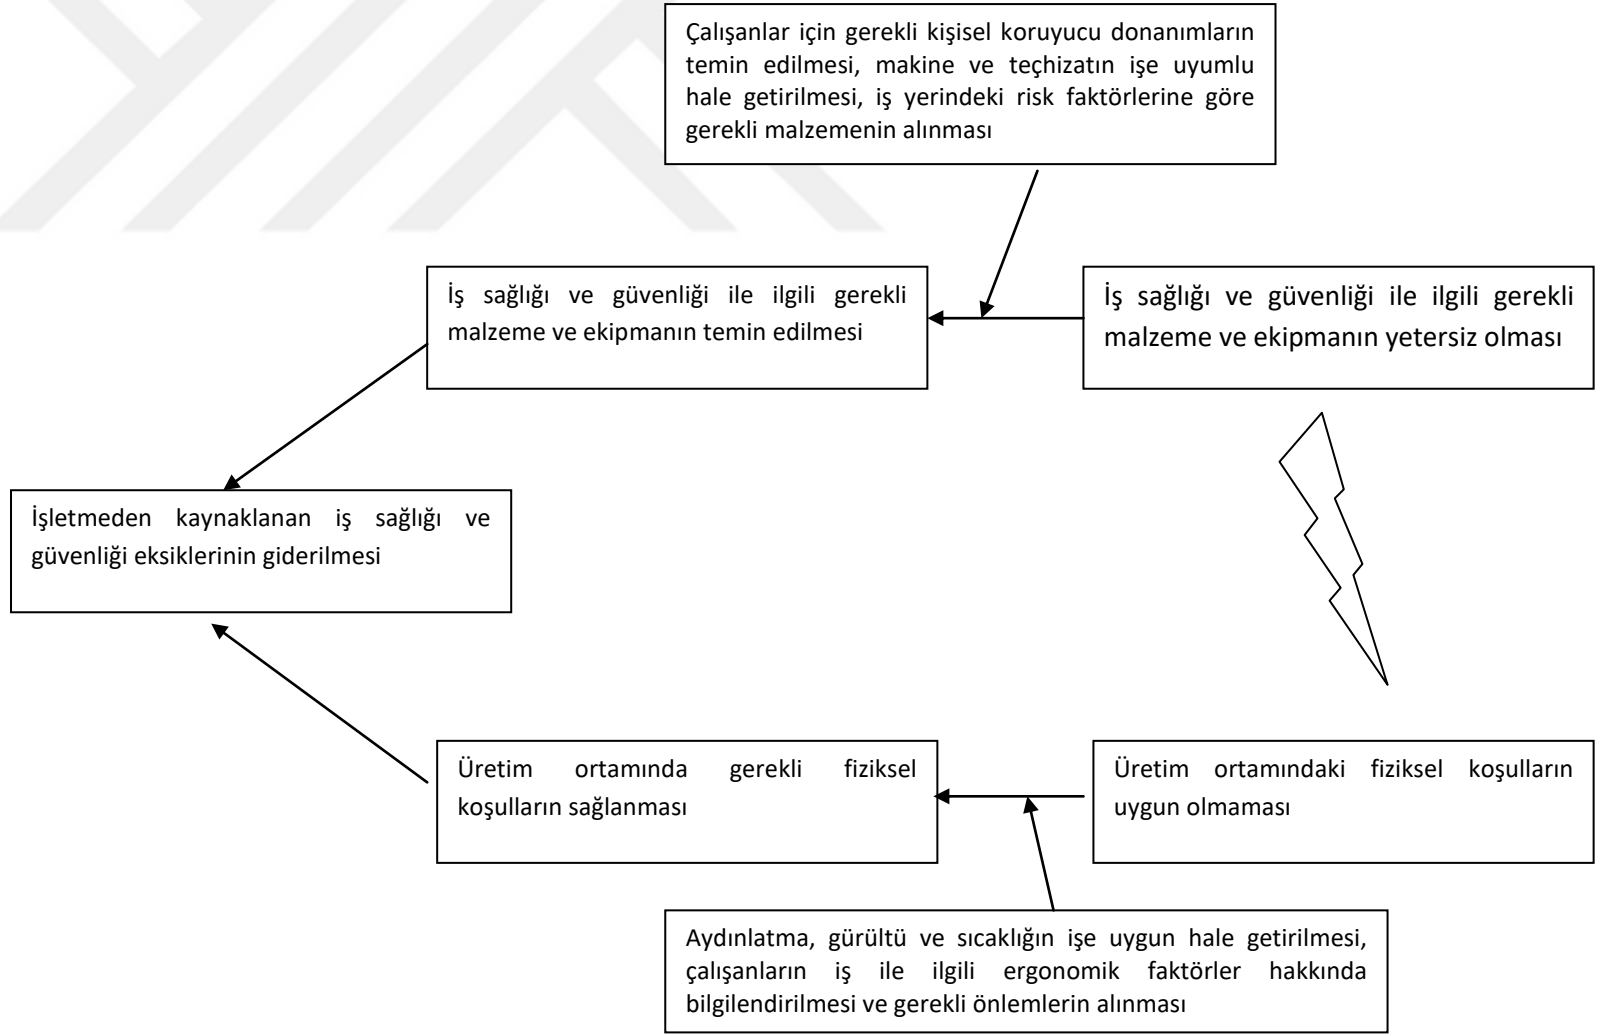 Çalışanlar için gerekli kişisel koruyucu donanımların
temin edilmesi, makine ve teçhizatın işe uyumlu
hale getirilmesi, iş yerindeki risk faktörlerine göre
gerekli malzemenin alınması
İş sağlığı ve güvenliği ile ilgili gerekli
malzeme ve ekipmanın temin edilmesi
İş sağlığı ve güvenliği ile ilgili gerekli
malzeme ve ekipmanın yetersiz olması
İşletmeden kaynaklanan iş sağlığı ve
güvenliği eksiklerinin giderilmesi
Üretim ortamında gerekli fiziksel
koşulların sağlanması
Üretim ortamındaki fiziksel koşulların
uygun olmaması
Aydınlatma, gürültü ve sıcaklığın işe uygun hale getirilmesi,
çalışanların iş ile ilgili ergonomik faktörler hakkında
bilgilendirilmesi ve gerekli önlemlerin alınması